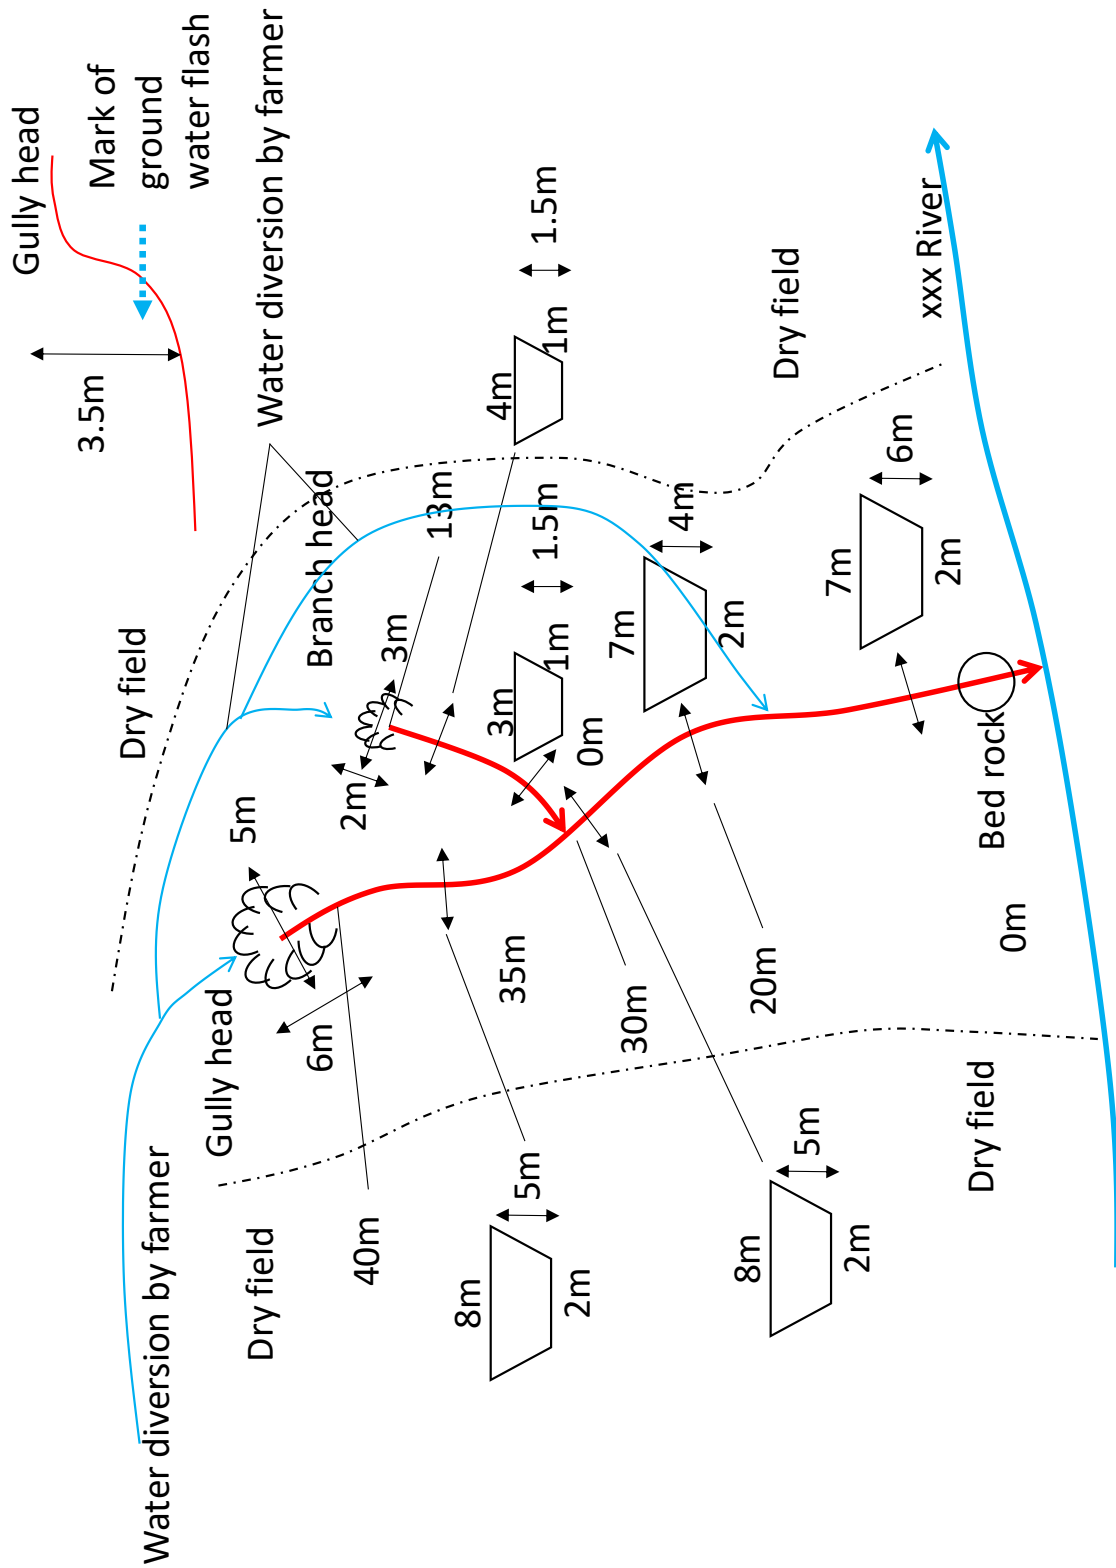 Gully head
Mark of
ground
water flash
3.5m
Water diversion by farmer
Dry field
Branch head
13m
4m
1m
1.5m
5m
3m
2m
Gully head
6m
Water diversion by farmer
Dry field
40m
35m
3m
1m
1.5m
0m
8m
2m
5m
30m
7m
2m
4m
20m
Dry field
8m
2m
5m
7m
2m
6m
xxx River
Bed rock
0m
Dry field